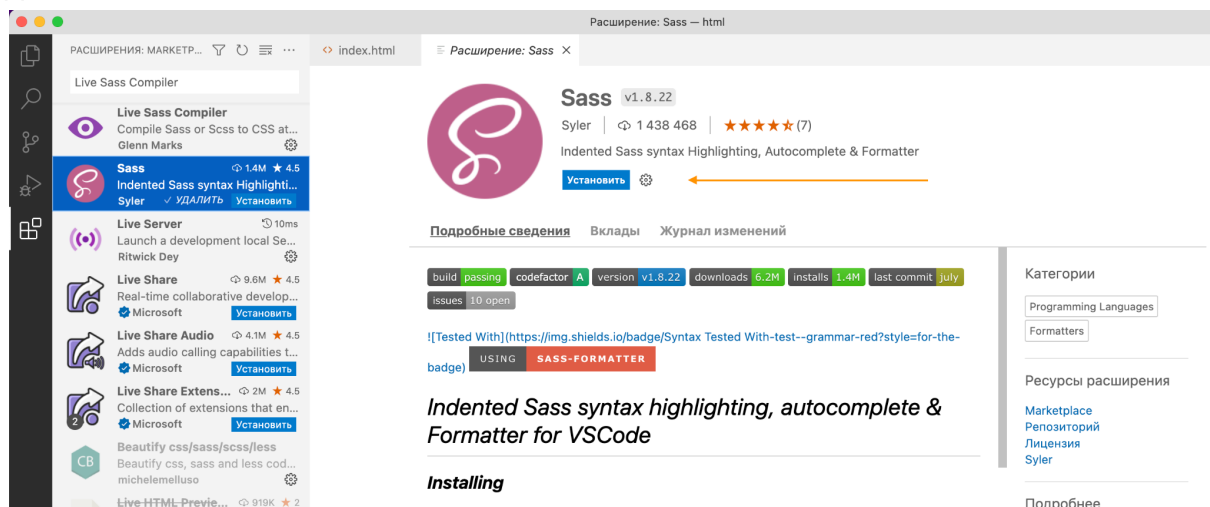 Расширение: Sass — html
РАСШИРЕНИЯ: MARKETP...
Live Sass Compiler
Live Sass Compiler
Compile Sass or Scss to CSS at...
Glenn Marks
Sass 1.4M ★ 4.5
Indented Sass syntax Highlighti...
Syler ✓ УДАЛИТЬ Установить
Live Server 10ms
Launch a development local Se...
Ritwick Dey
Live Share 9.6M ★ 4.5
Real-time collaborative develop...
Microsoft Установить
Live Share Audio 4.1M ★ 4.5
Adds audio calling capabilities t...
Microsoft Установить
Live Share Extens... 2M ★ 4.5
Collection of extensions that en...
2 Microsoft Установить
Beautify css/sass/scss/less
CB Beautify css, sass and less cod...
michelemelluso
Live HTML Previe... 919K ★ 2
<> index.html Расширение: Sass ×
Sass v1.8.22
Syler | 1 438 468 | ★★★★★ (7)
Indented Sass syntax Highlighting, Autocomplete & Formatter
Установить
Подробные сведения Вклады Журнал изменений
build passing codefactor A version v1.8.22 downloads 6.2M installs 1.4M last commit july
issues 10 open
![Tested With](https://img.shields.io/badge/Syntax Tested With-test--grammar-red?style=for-the-
badge) USING SASS-FORMATTER
Indented Sass syntax highlighting, autocomplete &
Formatter for VSCode
Installing
Категории
Programming Languages
Formatters
Ресурсы расширения
Marketplace
Репозиторий
Лицензия
Syler
Подробнее